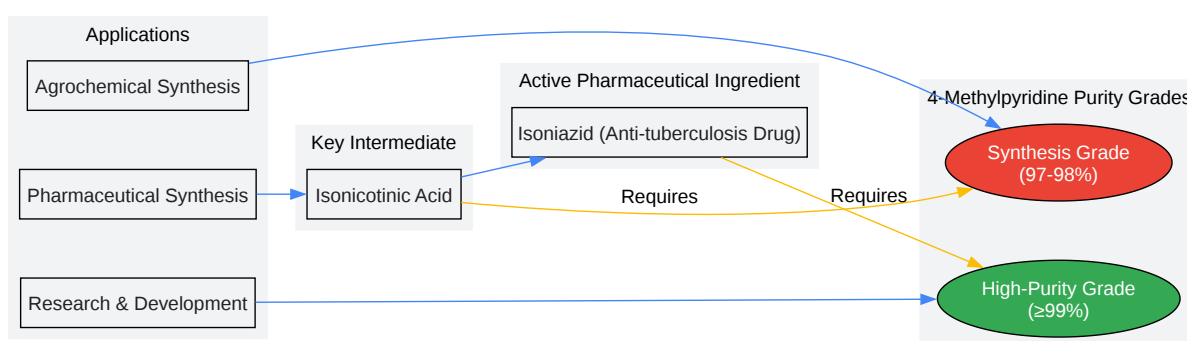 Applications
Agrochemical Synthesis
Pharmaceutical Synthesis
Research & Development
Key Intermediate
Isonicotinic Acid
Active Pharmaceutical Ingredient
Isoniazid (Anti-tuberculosis Drug)
Requires
Requires
4-Methylpyridine Purity Grades
Synthesis Grade
(97-98%)
High-Purity Grade
(≥99%)